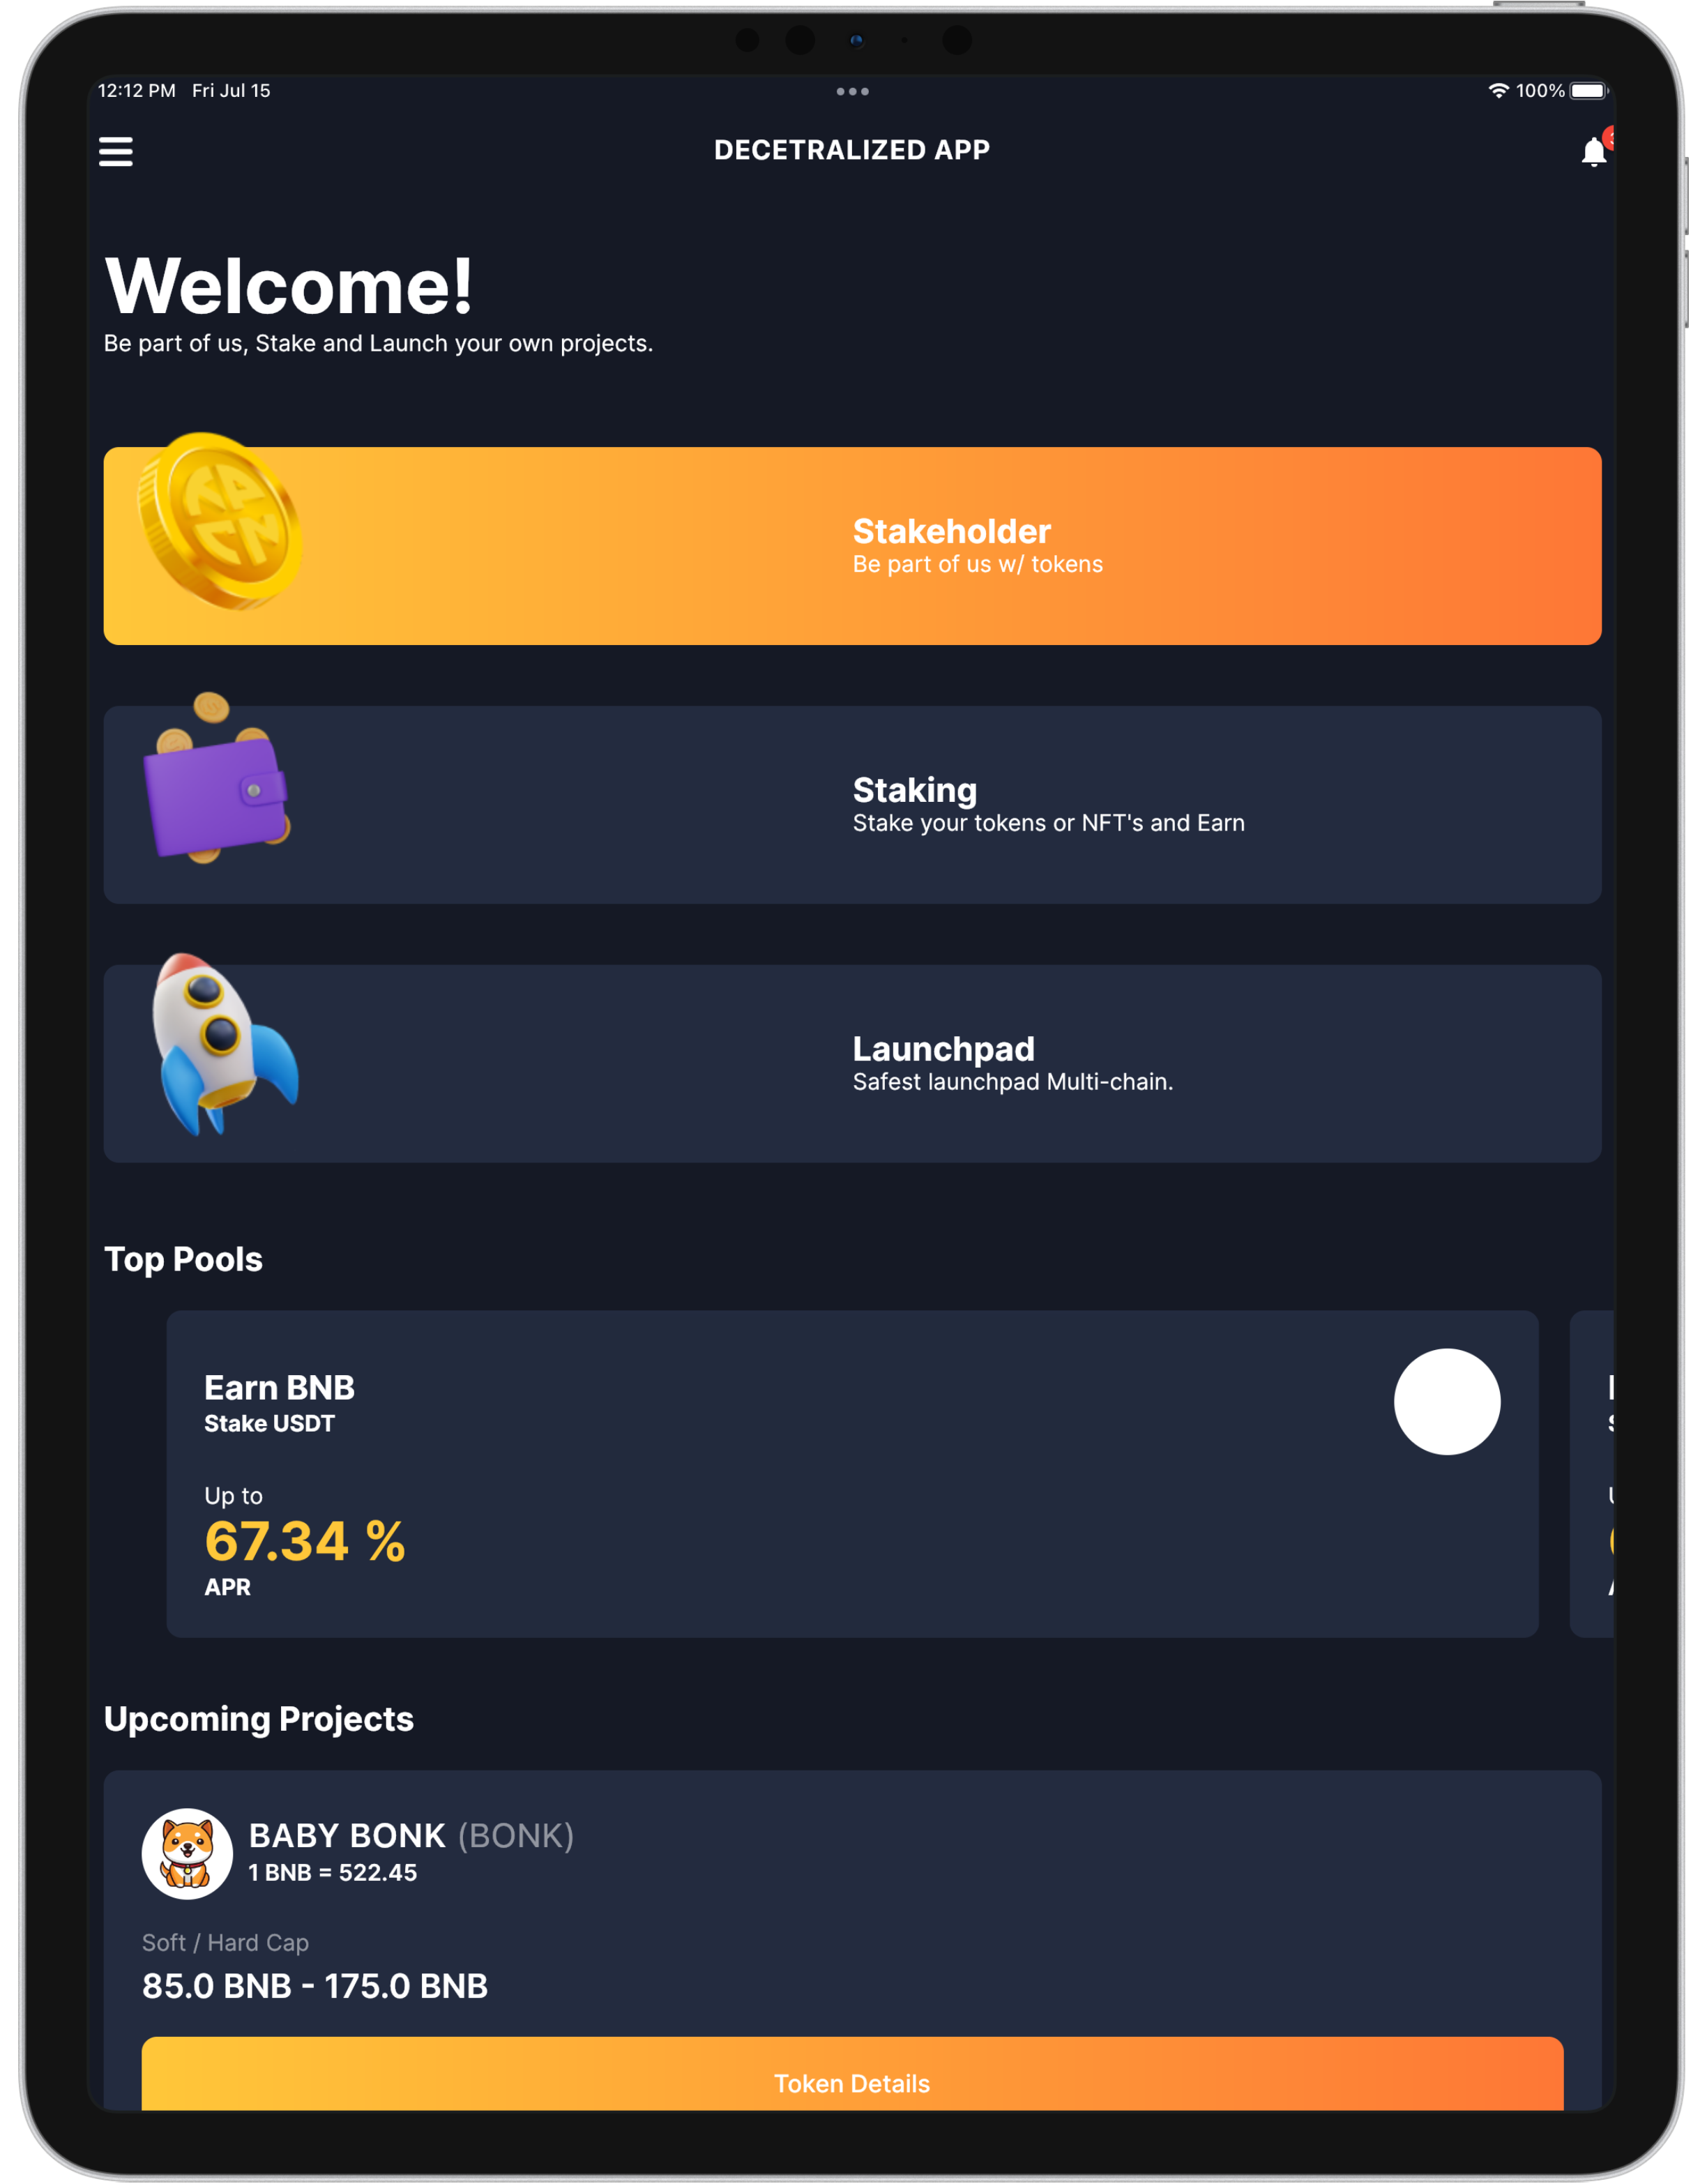 12:12 PM Fri Jul 15
100%
DECETRALIZED APP
Welcome!
Be part of us, Stake and Launch your own projects.
Stakeholder
Be part of us w/ tokens
Staking
Stake your tokens or NFT's and Earn
Launchpad
Safest launchpad Multi-chain.
Top Pools
Earn BNB
Stake USDT
Up to
67.34 %
APR
Upcoming Projects
BABY BONK (BONK)
1 BNB = 522.45
Soft / Hard Cap
85.0 BNB - 175.0 BNB
Token Details